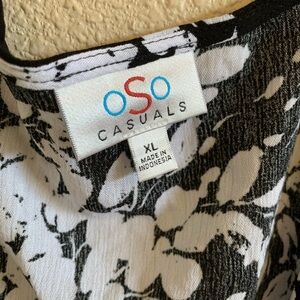 oSo
CASUALS
XL
MADE IN
INDONESIA